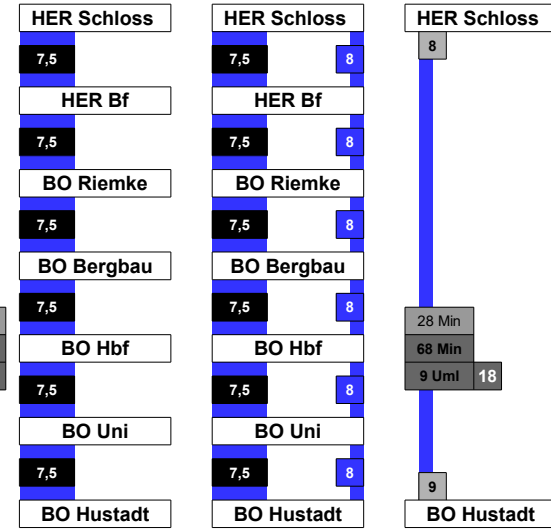 HER Schloss HER Schloss HER Schloss
7,5 7,5 8 8
HER Bf HER Bf
7,5 7,5 8
BO Riemke BO Riemke
7,5 7,5 8
BO Bergbau BO Bergbau
7,5 7,5 8 28 Min
BO Hbf BO Hbf 68 Min
7,5 7,5 8 9 Uml 18
BO Uni BO Uni
7,5 7,5 8 9
BO Hustadt BO Hustadt BO Hustadt